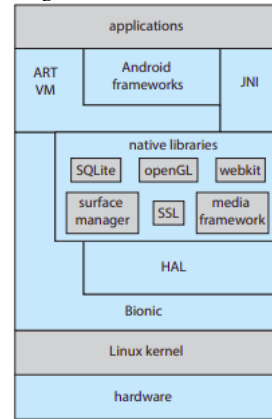 applications
ART
VM
Android
frameworks
JNI
native libraries
SQLite
openGL
webkit
surface
manager
SSL
media
framework
HAL
Bionic
Linux kernel
hardware